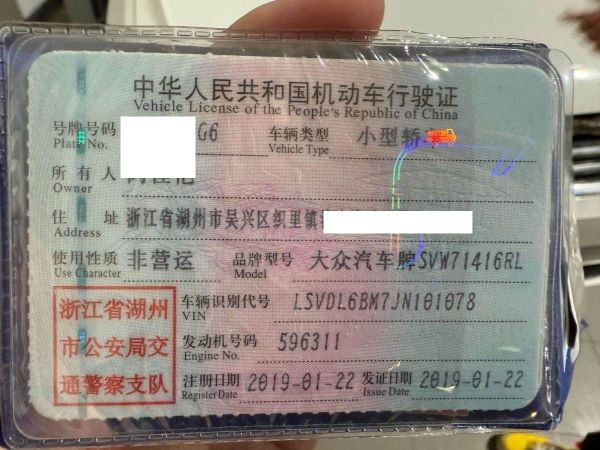 中华人民共和国机动车行驶证
Vehicle License of the People's Republic of China
号牌号码 G6 车辆类型 小型轿
Plate No. Vehicle Type
所有人
Owner
住址 浙江省湖州市吴兴区织里镇
Address
使用性质 非营运 品牌型号 大众汽车牌SVW71416RL
Use Character Model
浙江省湖州
市公安局交
通警察支队
车辆识别代号 LSVDL6BM7JN101078
VIN
发动机号码 596311
Engine No.
注册日期 2019-01-22 发证日期 2019-01-22
Register Date Issue Date